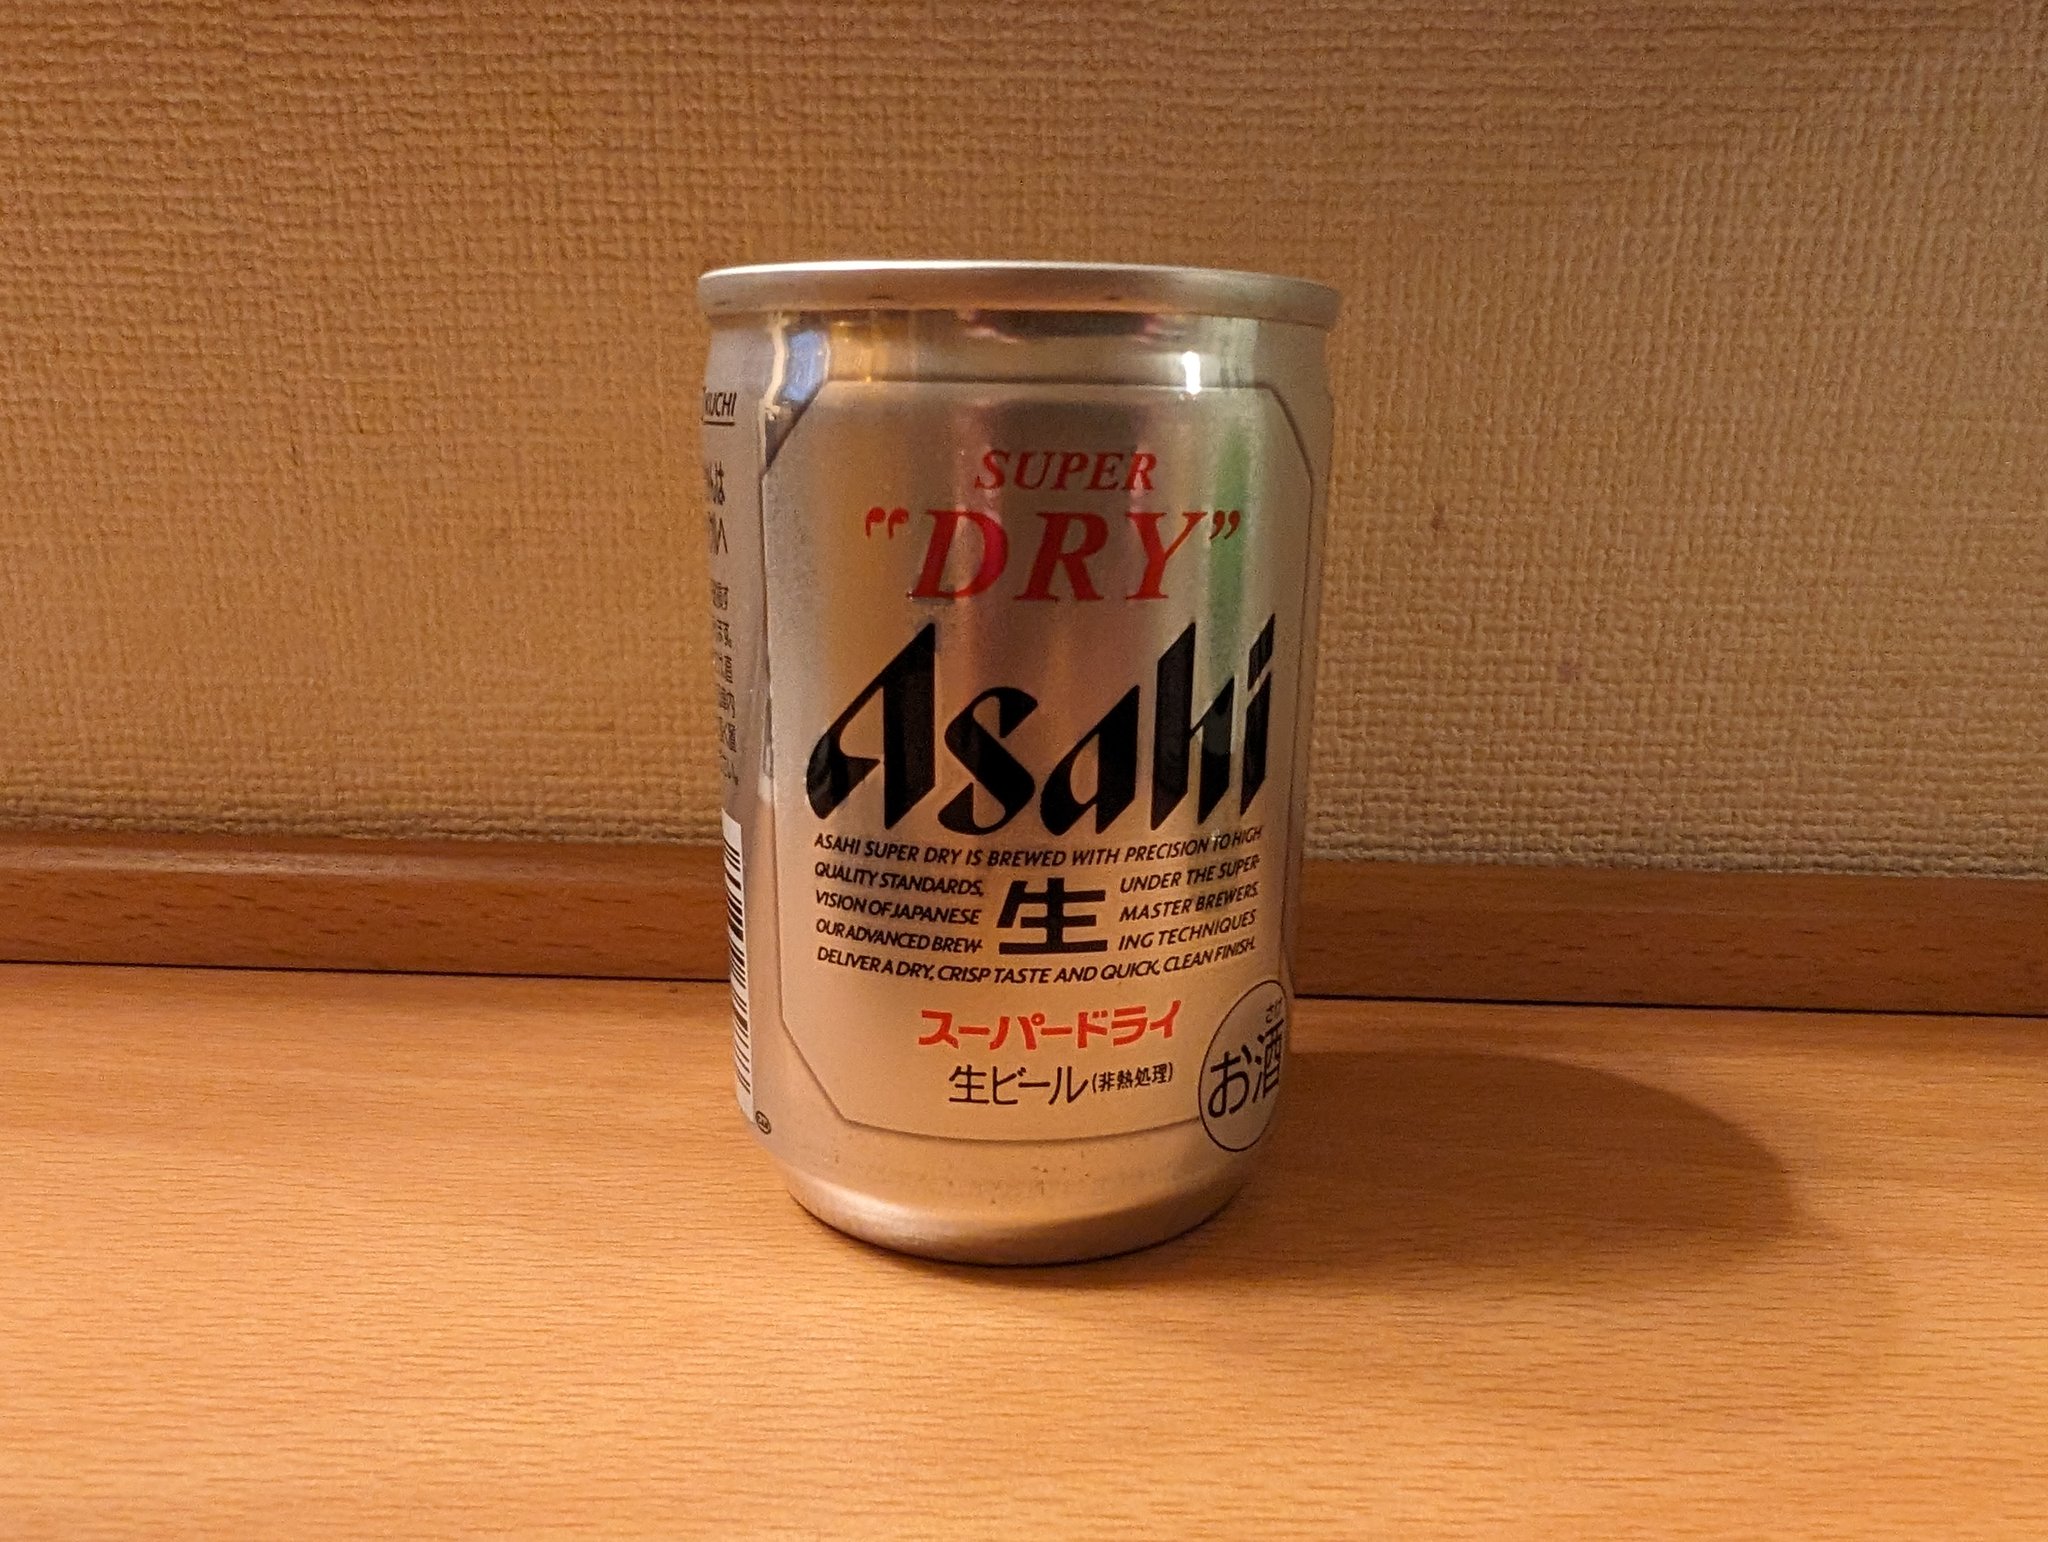 SUPER
"DRY"
Asahi
ASAHI SUPER DRY IS BREWED WITH PRECISION TO HIGH
QUALITY STANDARDS, UNDER THE SUPER-
VISION OF JAPANESE MASTER BREWERS.
OUR ADVANCED BREW- ING TECHNIQUES
DELIVER A DRY, CRISP TASTE AND QUICK, CLEAN FINISH.
生
スーパードライ
生ビール(非熱処理)
さけ
お酒